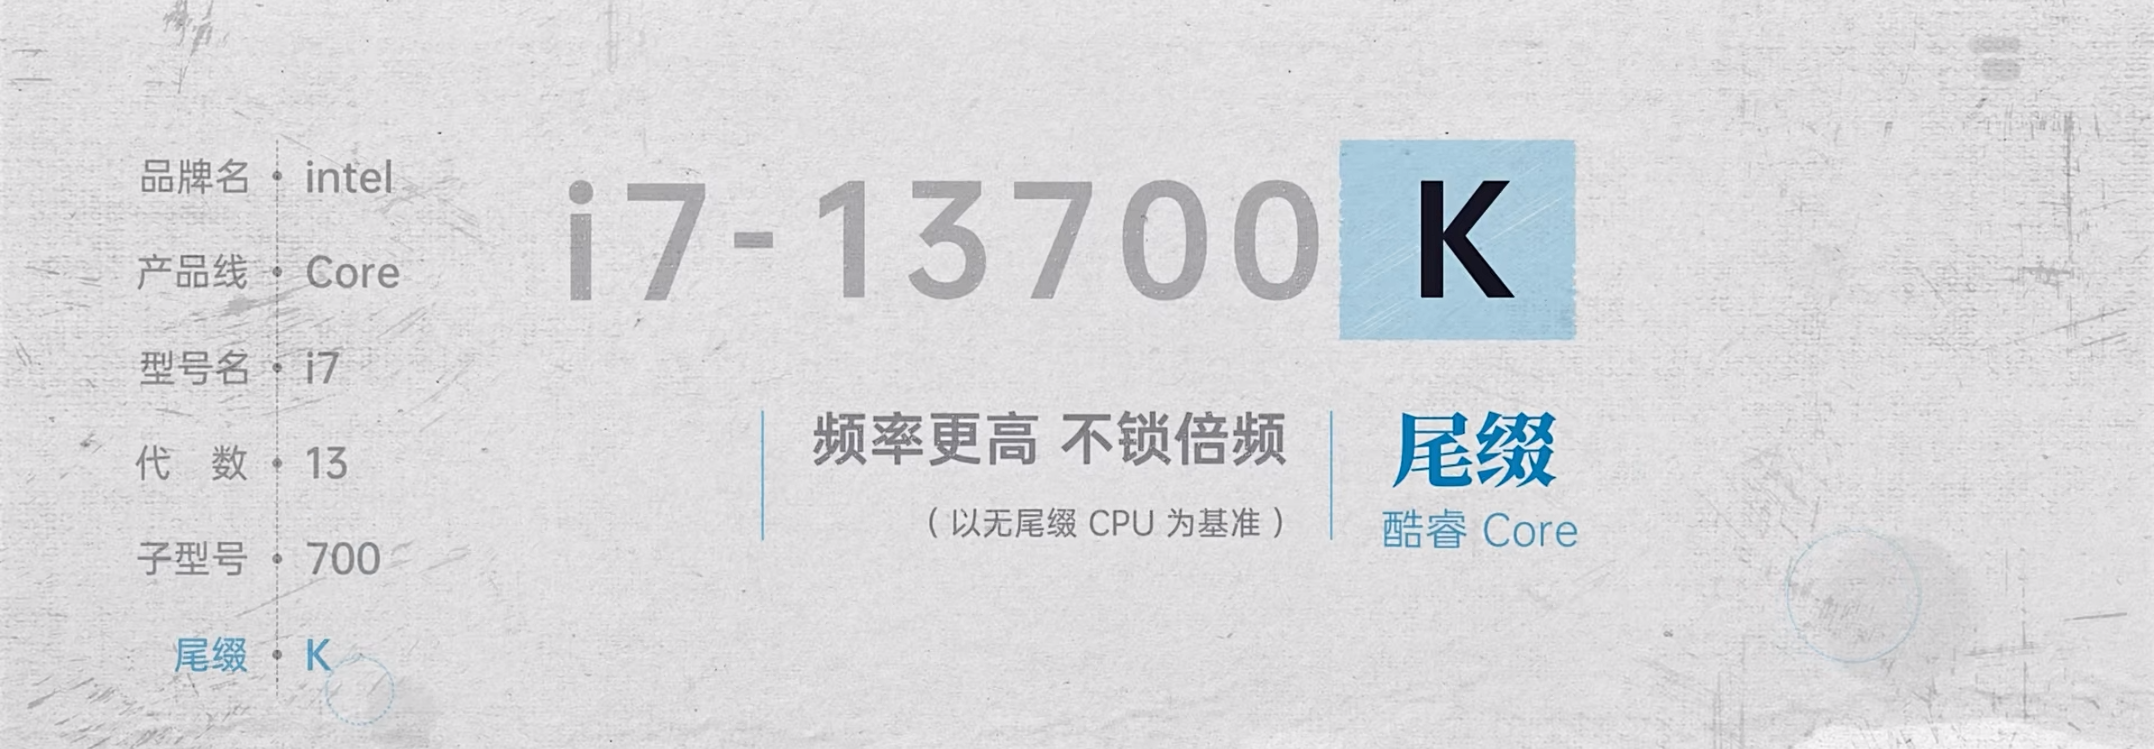 品牌名 intel
产品线 Core
型号名 i7
代 数 13
子型号 700
尾缀 K
i7-13700K
频率更高 不锁倍频
（以无尾缀 CPU 为基准）
尾缀
酷睿 Core